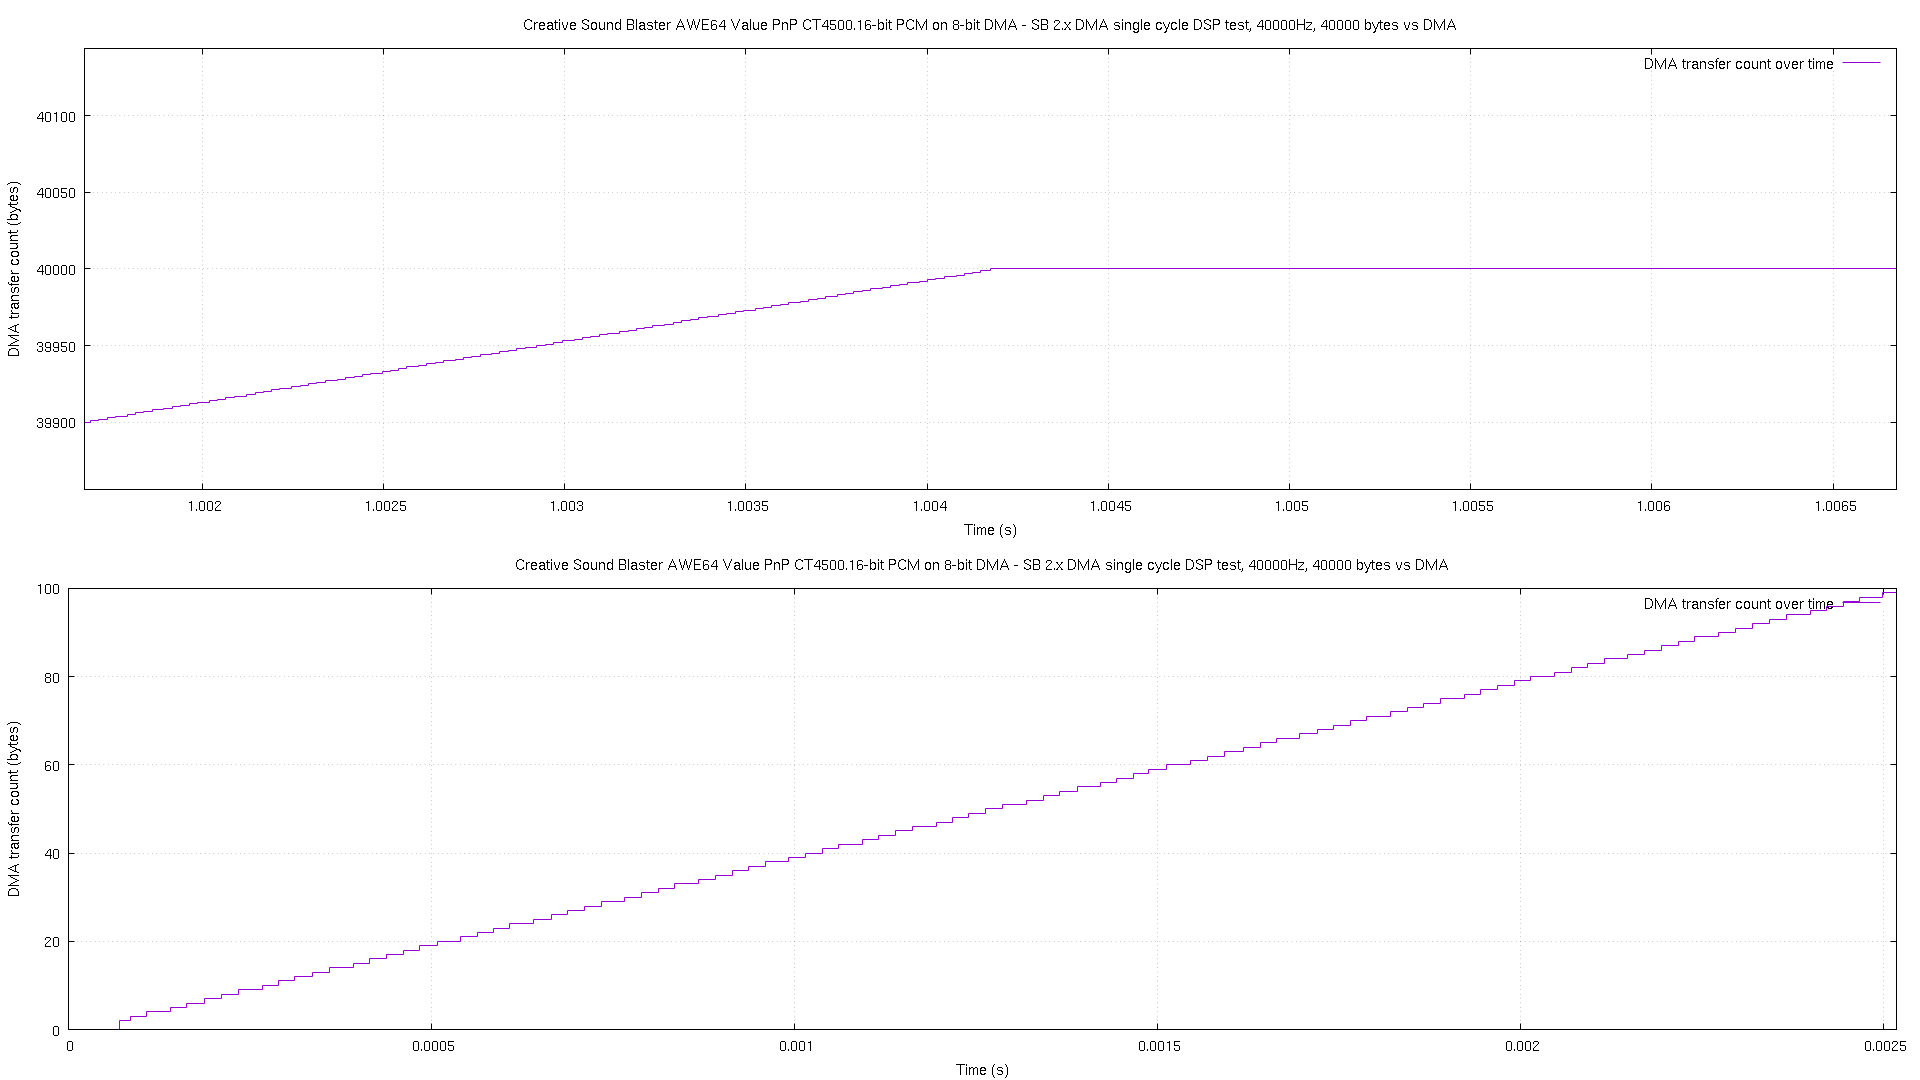 Creative Sound Blaster AWE64 Value PnP CT4500.16-bit PCM on 8-bit DMA - SB 2.x DMA single cycle DSP test, 40000Hz, 40000 bytes vs DMA
DMA transfer count over time
40100
40050
40000
39950
39900
DMA transfer count (bytes)
1.002 1.0025 1.003 1.0035 1.004 1.0045 1.005 1.0055 1.006 1.0065
Time (s)
Creative Sound Blaster AWE64 Value PnP CT4500.16-bit PCM on 8-bit DMA - SB 2.x DMA single cycle DSP test, 40000Hz, 40000 bytes vs DMA
DMA transfer count over time
100
80
60
40
20
0
DMA transfer count (bytes)
0 0.0005 0.001 0.0015 0.002 0.0025
Time (s)